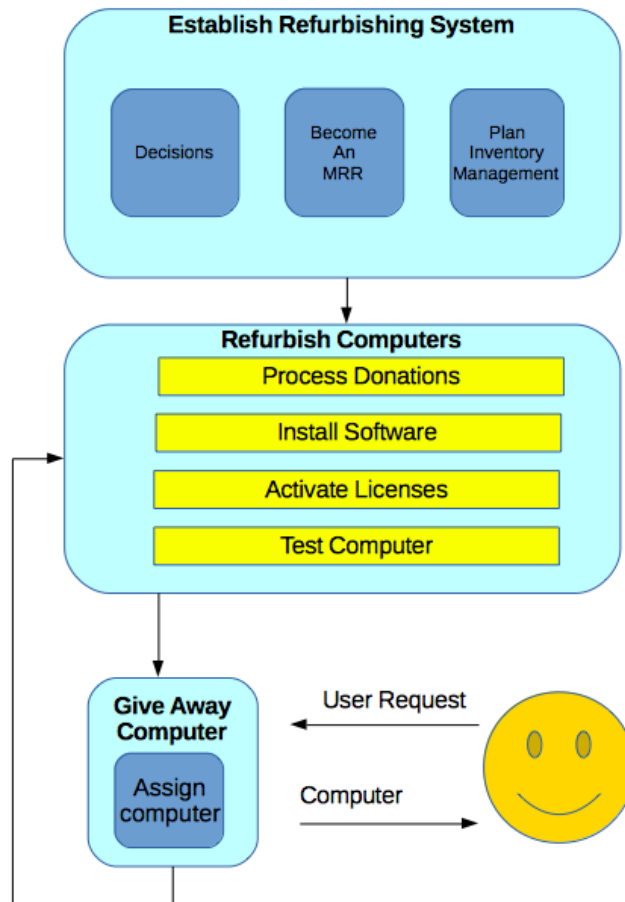 Establish Refurbishing System
Decisions
Become
An
MRR
Plan
Inventory
Management
Refurbish Computers
Process Donations
Install Software
Activate Licenses
Test Computer
Give Away
Computer
Assign
computer
User Request
Computer